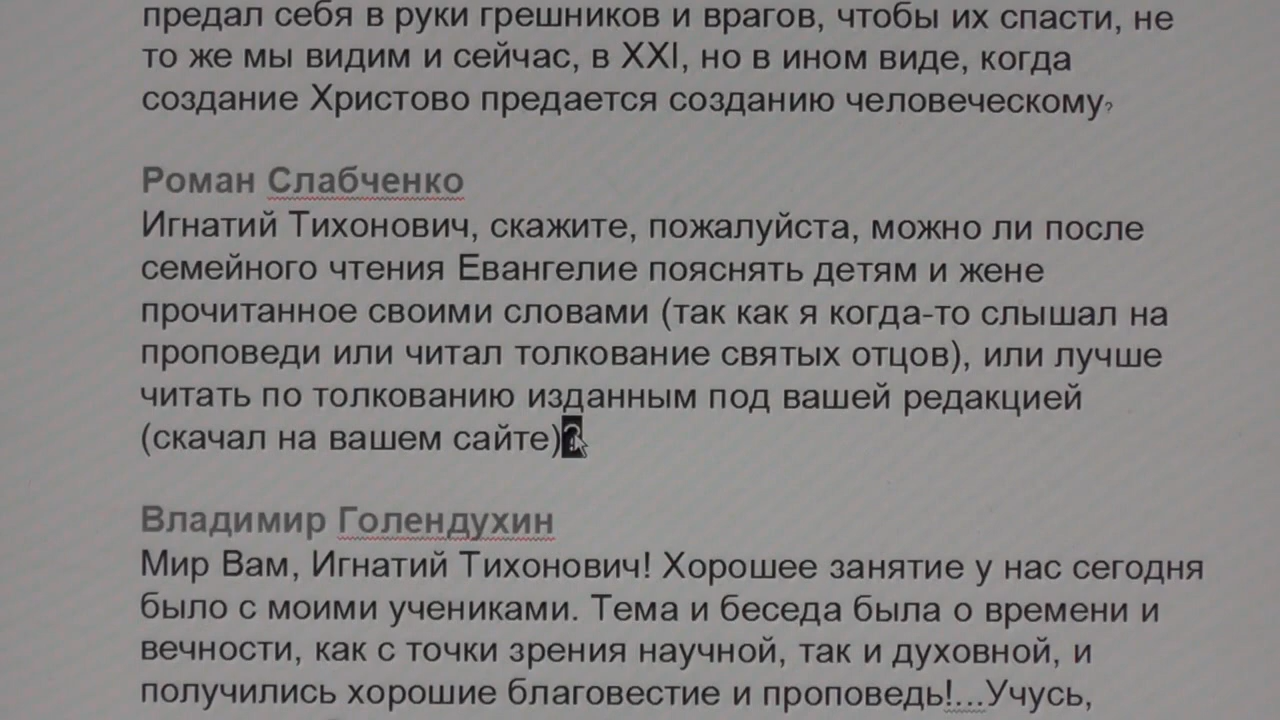 предал себя в руки грешников и врагов, чтобы их спасти, не
то же мы видим и сейчас, в XXI, но в ином виде, когда
создание Христово предается созданию человеческому?
Роман Слабченко
Игнатий Тихонович, скажите, пожалуйста, можно ли после
семейного чтения Евангелие пояснять детям и жене
прочитанное своими словами (так как я когда-то слышал на
проповеди или читал толкование святых отцов), или лучше
читать по толкованию изданным под вашей редакцией
(скачал на вашем сайте)?
Владимир Голендухин
Мир Вам, Игнатий Тихонович! Хорошее занятие у нас сегодня
было с моими учениками. Тема и беседа была о времени и
вечности, как с точки зрения научной, так и духовной, и
получились хорошие благовестие и проповедь!...Учусь,